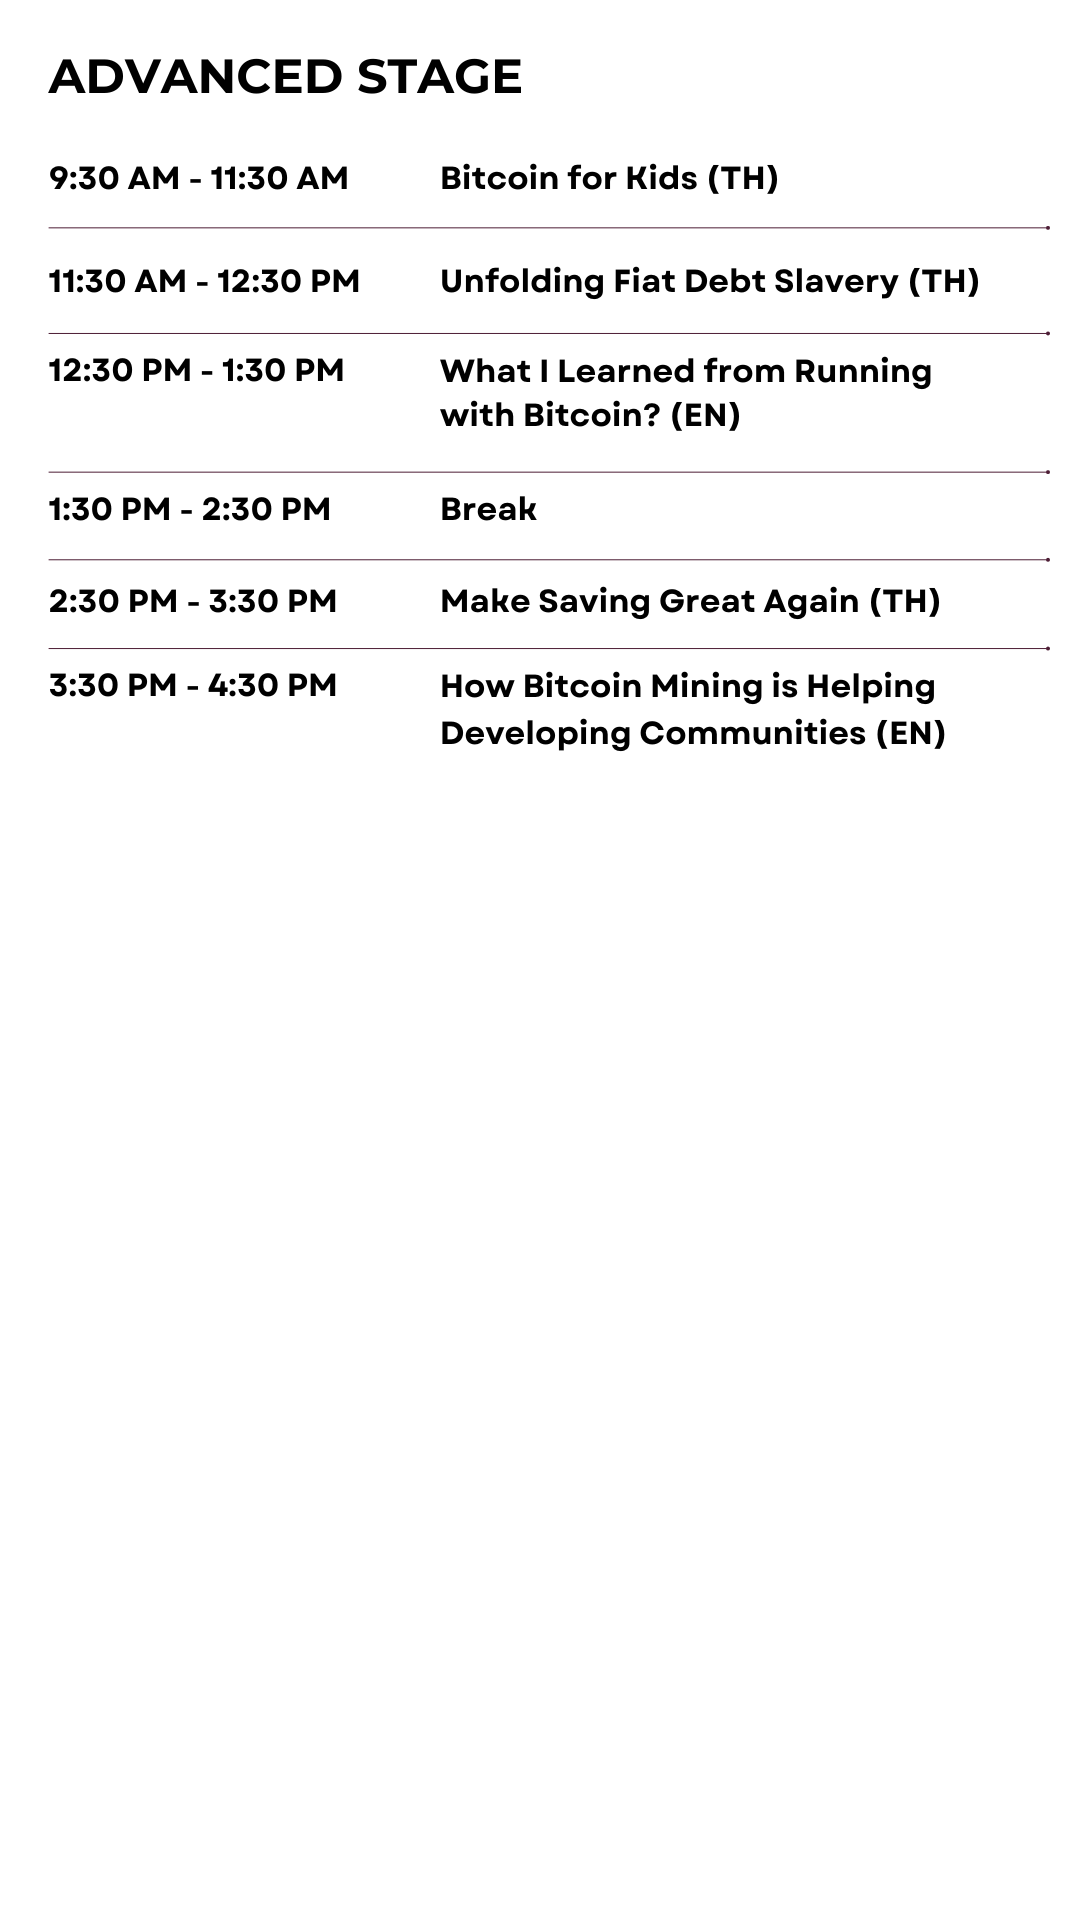 ADVANCED STAGE
9:30 AM - 11:30 AM Bitcoin for Kids (TH)
11:30 AM - 12:30 PM Unfolding Fiat Debt Slavery (TH)
12:30 PM - 1:30 PM What I Learned from Running
with Bitcoin? (EN)
1:30 PM - 2:30 PM Break
2:30 PM - 3:30 PM Make Saving Great Again (TH)
3:30 PM - 4:30 PM How Bitcoin Mining is Helping
Developing Communities (EN)